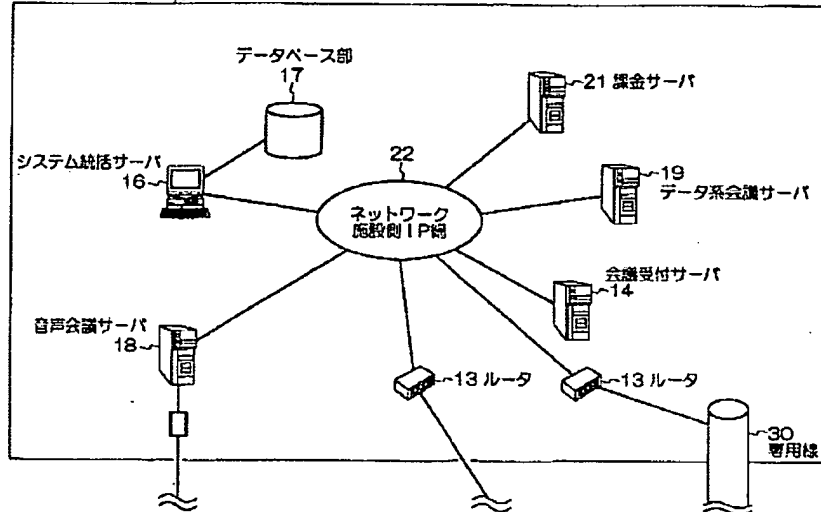 データベース部
17
21 課金サーバ
システム統括サーバ
16
22
19
データ系会議サーバ
ネットワーク
施設側IP網
会議受付サーバ
14
音声会議サーバ
18
13 ルータ
13 ルータ
30
専用線